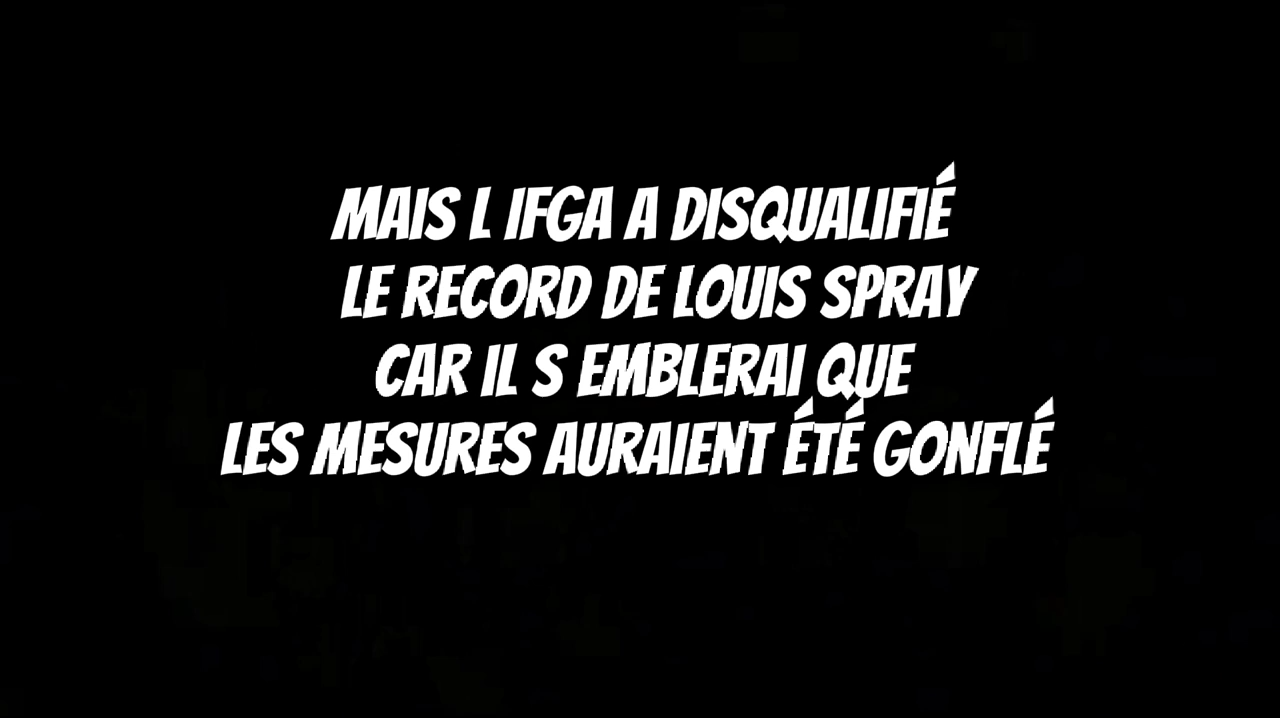 MAIS L IFGA A DISQUALIFIÉ
LE RECORD DE LOUIS SPRAY
CAR IL S EMBLERAI QUE
LES MESURES AURAIENT ÉTÉ GONFLÉ